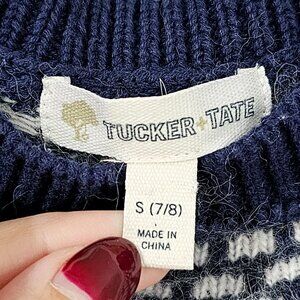 TUCKER+TATE
S (7/8)
MADE IN
CHINA